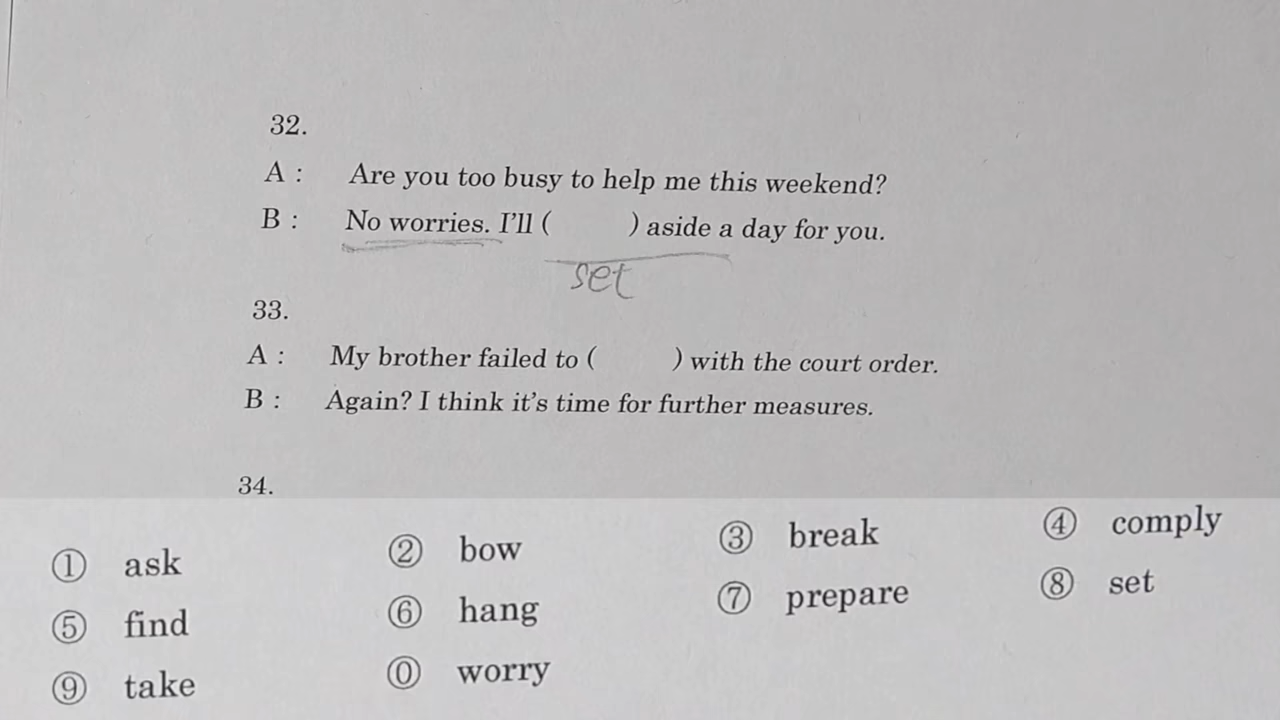 32.
A : Are you too busy to help me this weekend?
B : No worries. I'll ( ) aside a day for you.
set
33.
A : My brother failed to ( ) with the court order.
B : Again? I think it's time for further measures.
34.
① ask ② bow ③ break ④ comply
⑤ find ⑥ hang ⑦ prepare ⑧ set
⑨ take ⓪ worry